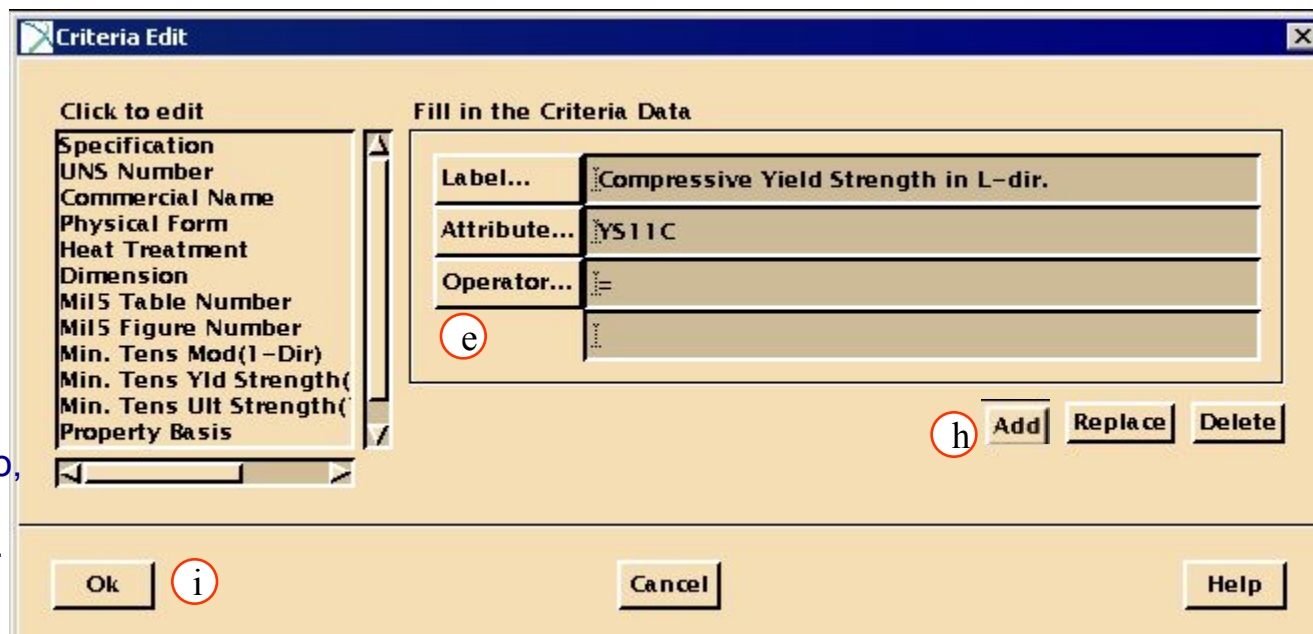 Criteria Edit
Click to edit
Specification
UNS Number
Commercial Name
Physical Form
Heat Treatment
Dimension
Mil5 Table Number
Mil5 Figure Number
Min. Tens Mod(1-Dir)
Min. Tens Yld Strength(
Min. Tens Ult Strength(
Property Basis
Fill in the Criteria Data
Label... Compressive Yield Strength in L-dir.
Attribute... YS11C
Operator... =
e
h Add Replace Delete
Ok i Cancel Help